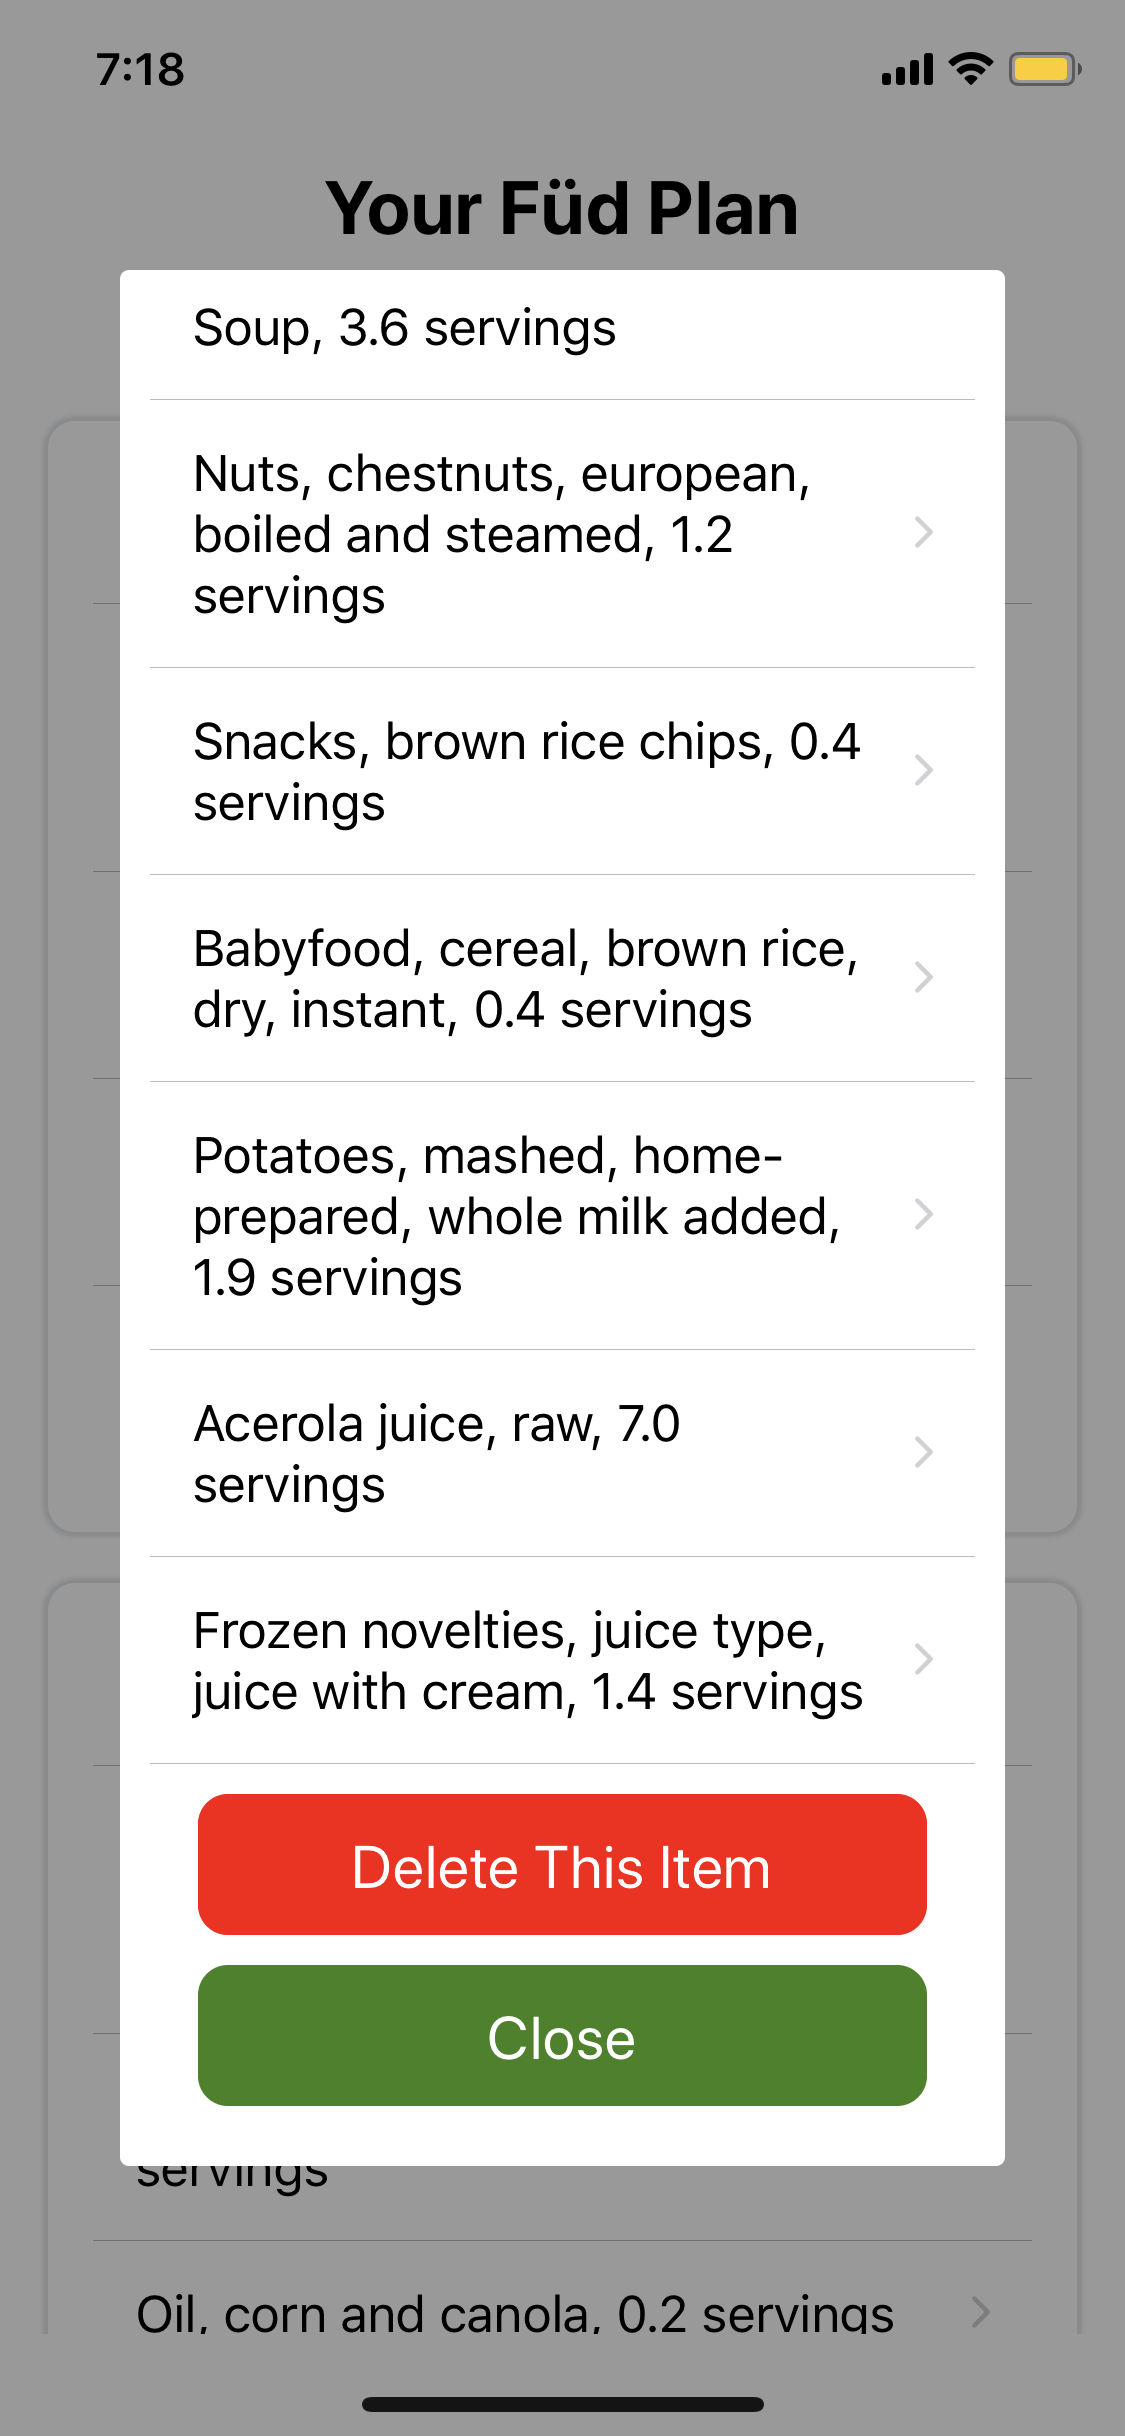 7:18
Your Füd Plan
Soup, 3.6 servings
Nuts, chestnuts, european,
boiled and steamed, 1.2
servings
Snacks, brown rice chips, 0.4
servings
Babyfood, cereal, brown rice,
dry, instant, 0.4 servings
Potatoes, mashed, home-
prepared, whole milk added,
1.9 servings
Acerola juice, raw, 7.0
servings
Frozen novelties, juice type,
juice with cream, 1.4 servings
Delete This Item
Close
servings
Oil, corn and canola, 0.2 servings